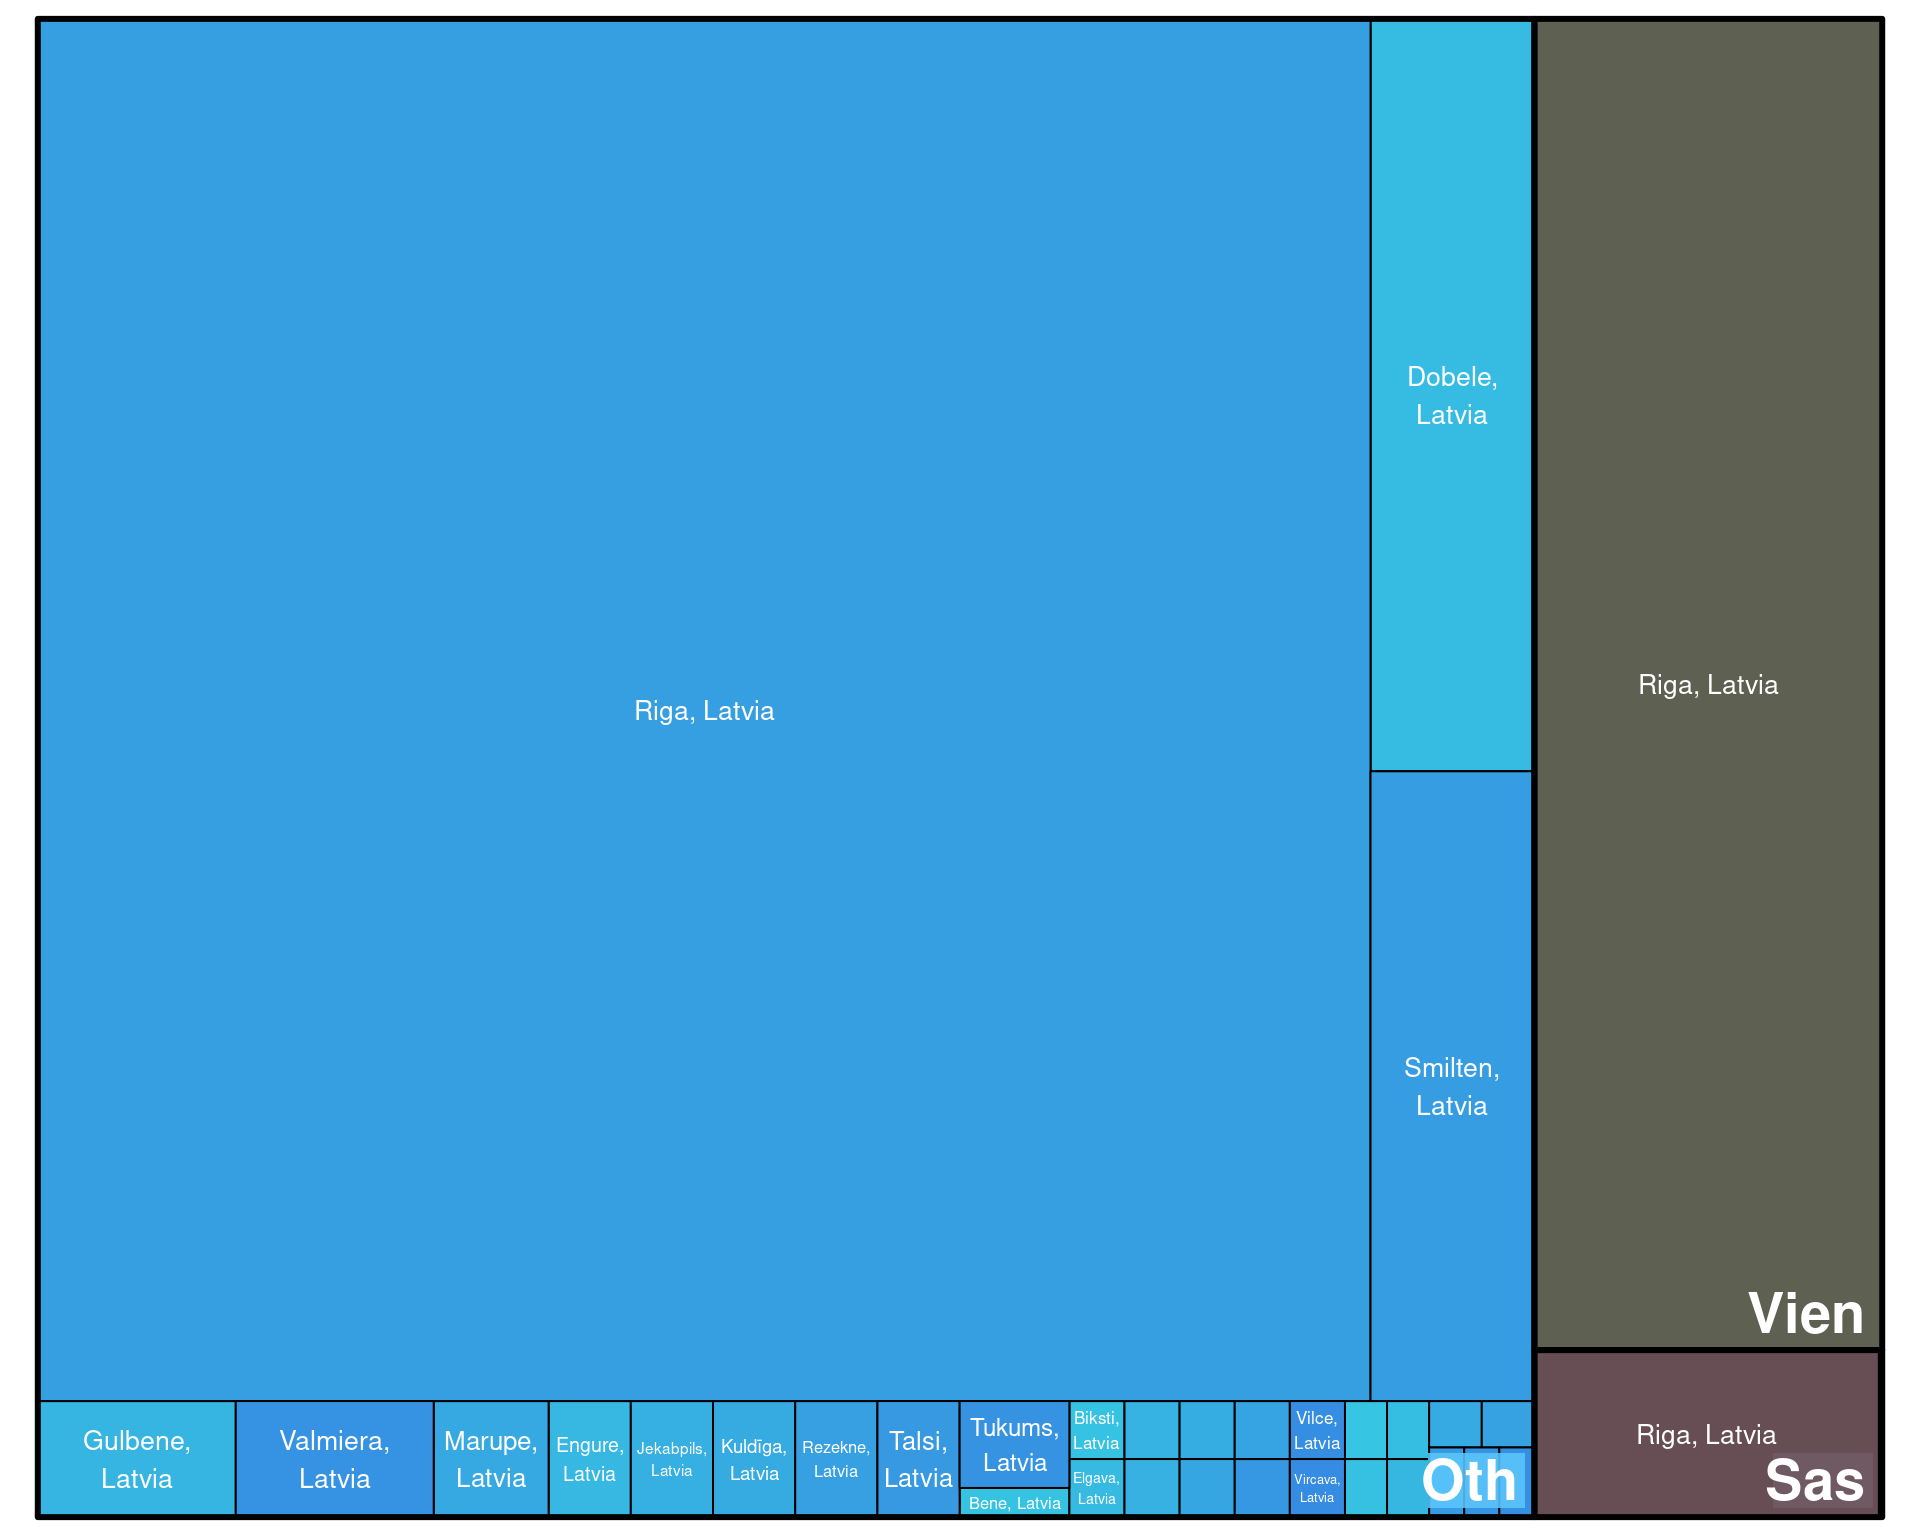 Riga, Latvia
Dobele,
Latvia
Smilten,
Latvia
Gulbene,
Latvia
Valmiera,
Latvia
Marupe,
Latvia
Engure,
Latvia
Jekabpils,
Latvia
Kuldīga,
Latvia
Rezekne,
Latvia
Talsi,
Latvia
Tukums,
Latvia
Bene, Latvia
Biksti,
Latvia
Elgava,
Latvia
Vilce,
Latvia
Vircava,
Latvia
Oth
Riga, Latvia
Vien
Riga, Latvia
Sas